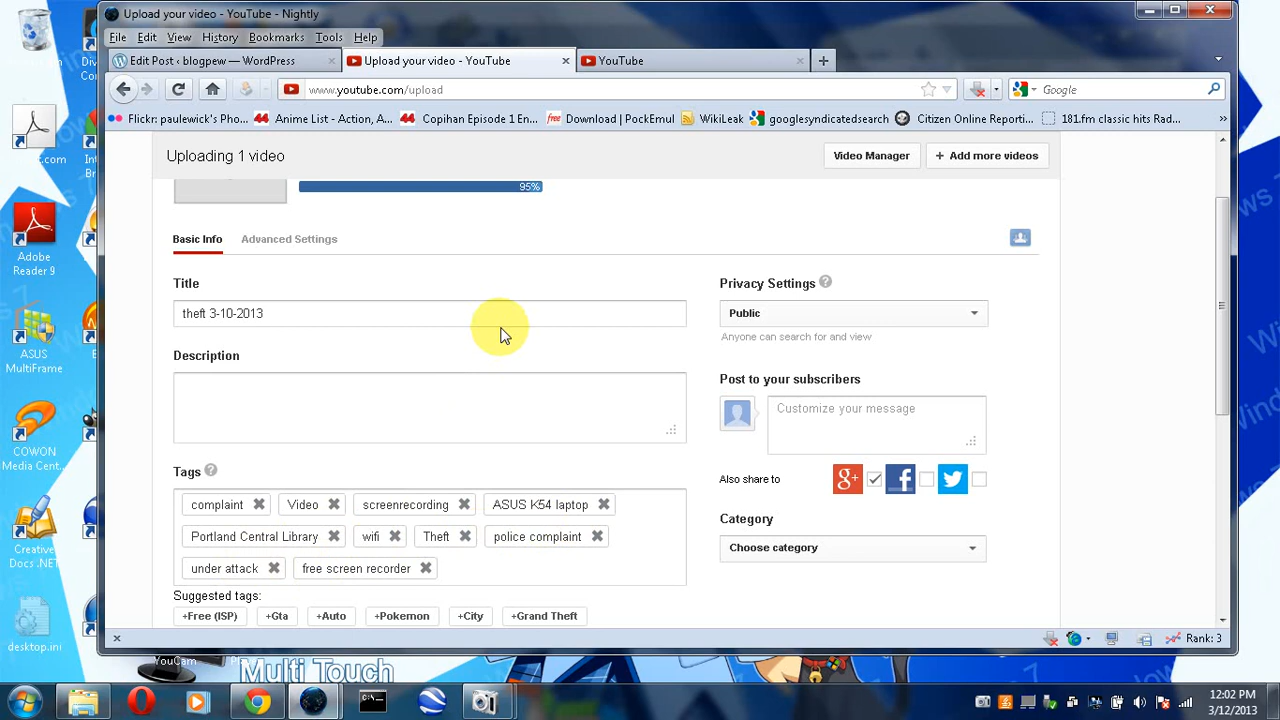 Upload your video - YouTube - Nightly
File Edit View History Bookmarks Tools Help
Edit Post ‹ blogpew — WordPress
Upload your video - YouTube
YouTube
www.youtube.com/upload
Google
Flickr: paulewick's Pho...
Anime List - Action, A...
Copihan Episode 1 En...
free Download | PockEmul
WikiLeak
googlesyndicatedsearch
Citizen Online Reporti...
181.fm classic hits Rad...
Uploading 1 video
Video Manager
+ Add more videos
95%
Basic Info
Advanced Settings
Title
theft 3-10-2013
Privacy Settings ?
Public
Anyone can search for and view
Description
Post to your subscribers
Customize your message
Also share to
g+
f
Tags ?
complaint
Video
screenrecording
ASUS K54 laptop
Portland Central Library
wifi
Theft
police complaint
under attack
free screen recorder
Category
Choose category
Suggested tags:
+Free (ISP) +Gta +Auto +Pokemon +City +Grand Theft
Rank: 3
Adobe
Reader 9
ASUS
MultiFrame
COWON
Media Cent...
Creative
Docs .NET
desktop.ini
YouCam
Multi Touch
12:02 PM
3/12/2013